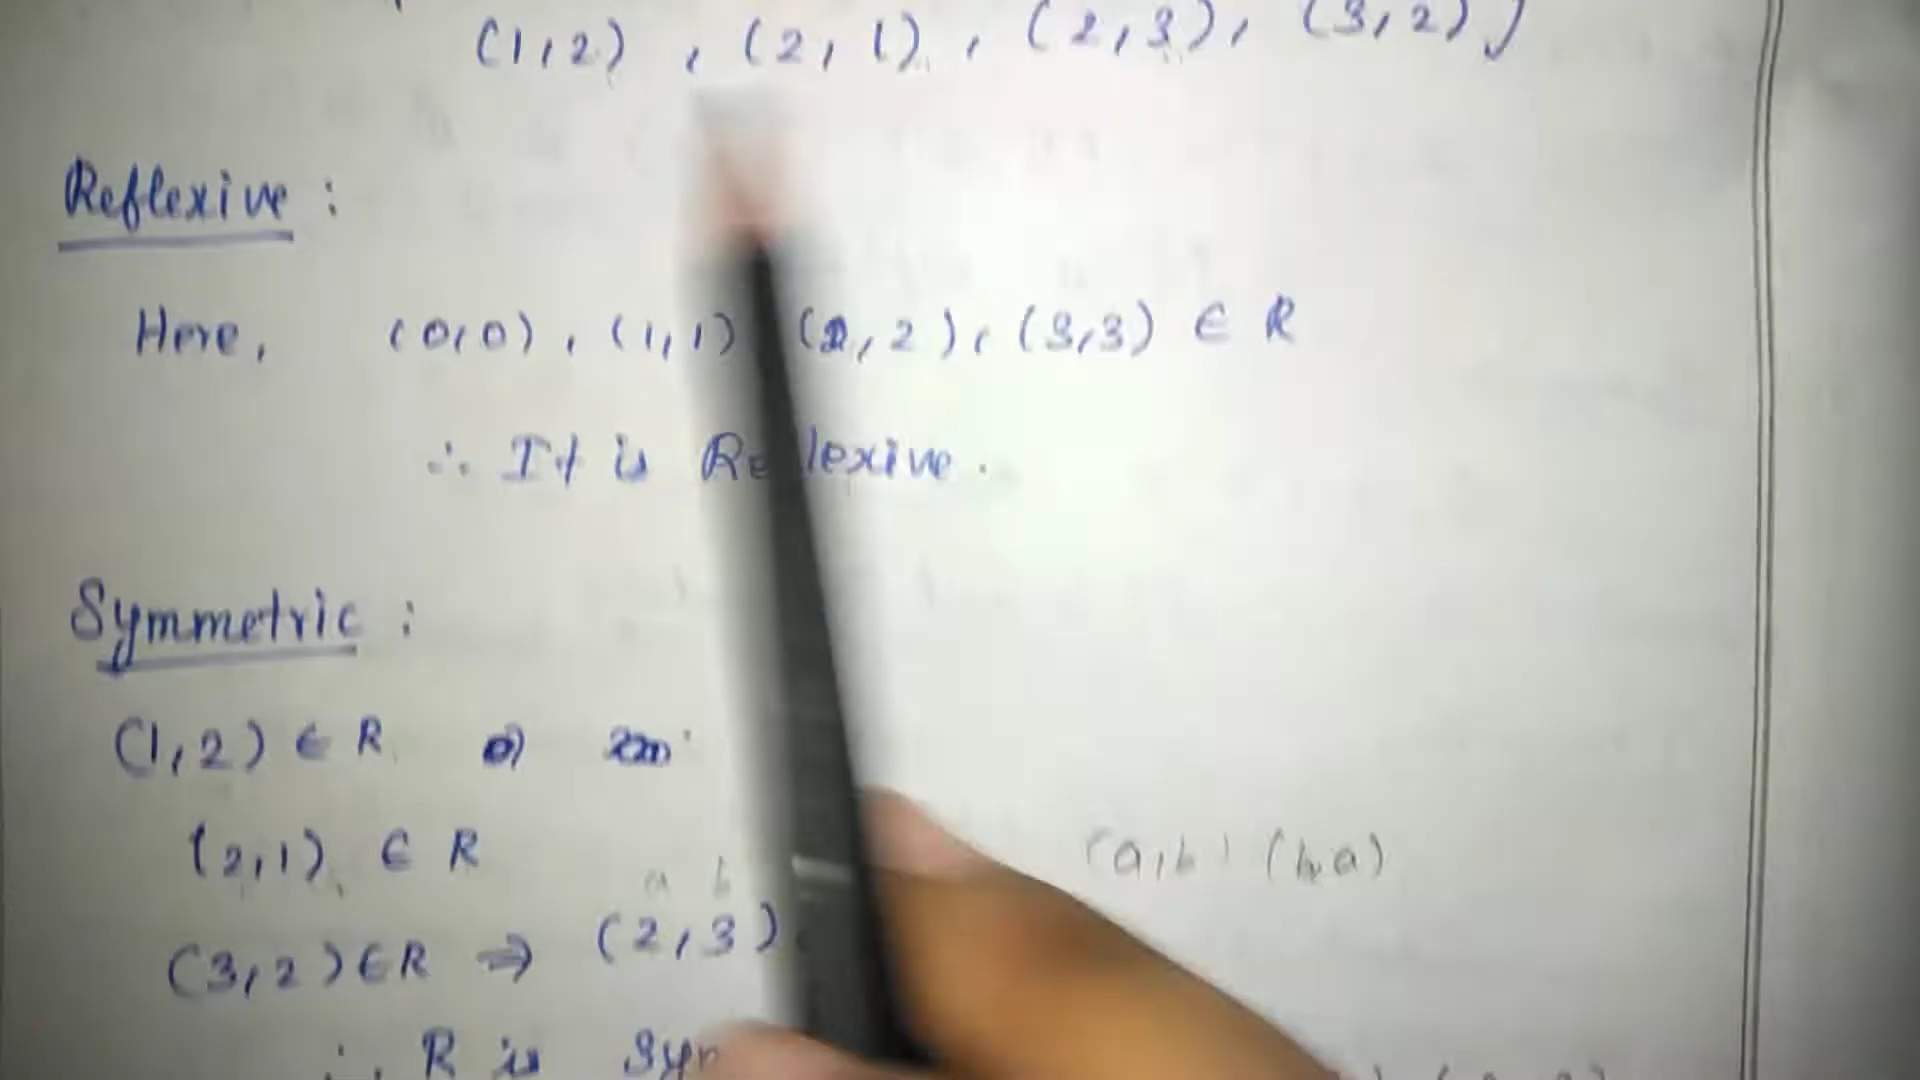 (1,2) , (2,1) , (2,3), (3,2) }
Reflexive :
Here, (0,0), (1,1) (2,2), (3,3) ∈ R
∴ It is Reflexive.
Symmetric :
(1,2) ∈ R
(2,1) ∈ R
(a,b) (b,a)
a b
(3,2) ∈ R ⇒ (2,3)
∴ R is